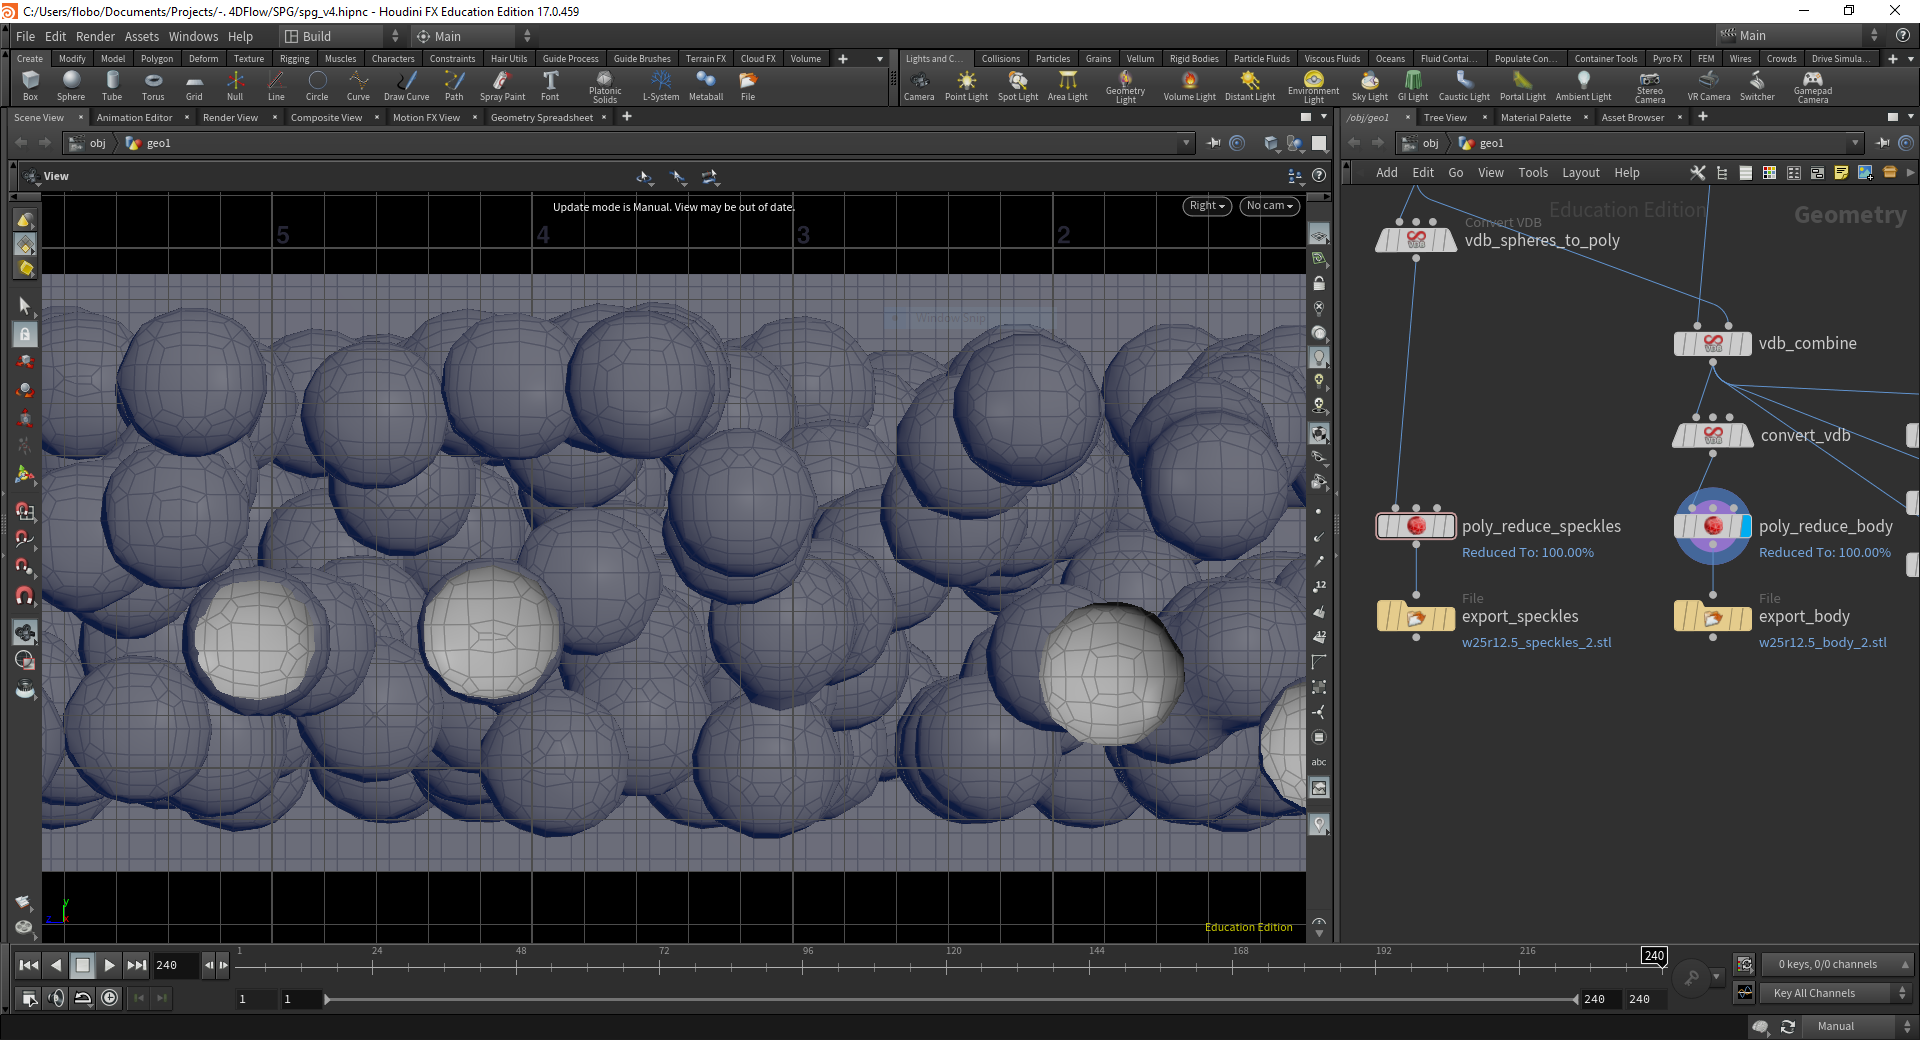 C:/Users/flobo/Documents/Projects/-. 4DFlow/SPG/spg_v4.hipnc - Houdini FX Education Edition 17.0.459
File Edit Render Assets Windows Help Build Main Main
Create Modify Model Polygon Deform Texture Rigging Muscles Characters Constraints Hair Utils Guide Process Guide Brushes Terrain FX Cloud FX Volume
Lights and C... Collisions Particles Grains Vellum Rigid Bodies Particle Fluids Viscous Fluids Oceans Fluid Contai... Populate Con... Container Tools Pyro FX FEM Wires Crowds Drive Simula...
Box Sphere Tube Torus Grid Null Line Circle Curve Draw Curve Path Spray Paint Font Platonic Solids L-System Metaball File
Camera Point Light Spot Light Area Light Geometry Light Volume Light Distant Light Environment Light Sky Light GI Light Caustic Light Portal Light Ambient Light Stereo Camera VR Camera Switcher Gamepad Camera
Scene View Animation Editor Render View Composite View Motion FX View Geometry Spreadsheet
/obj/geo1 Tree View Material Palette Asset Browser
obj geo1
obj geo1
View
Add Edit Go View Tools Layout Help
Update mode is Manual. View may be out of date.
Right No cam
5 4 3 2
Window Snip
Education Edition
Geometry
Convert VDB
vdb_spheres_to_poly
vdb_combine
convert_vdb
poly_reduce_speckles
Reduced To: 100.00%
poly_reduce_body
Reduced To: 100.00%
File
export_speckles
w25r12.5_speckles_2.stl
File
export_body
w25r12.5_body_2.stl
12
12
abc
y
z x
Education Edition
240
1 24 48 72 96 120 144 168 192 216 240
0 keys, 0/0 channels
1 1 240 240
Key All Channels
Manual